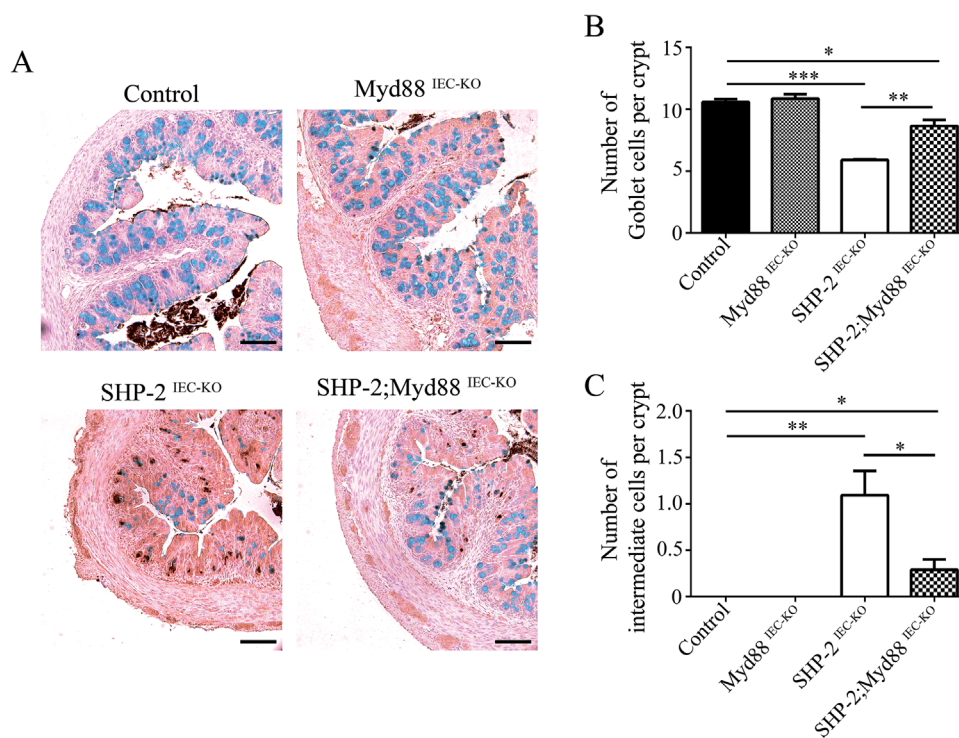 A
Control
Myd88 IEC-KO
SHP-2 IEC-KO
SHP-2;Myd88 IEC-KO
B
Number of
Goblet cells per crypt
15
10
5
0
*
***
**
Control
Myd88 IEC-KO
SHP-2 IEC-KO
SHP-2;Myd88 IEC-KO
C
Number of
intermediate cells per crypt
2.0
1.5
1.0
0.5
0
*
**
*
Control
Myd88 IEC-KO
SHP-2 IEC-KO
SHP-2;Myd88 IEC-KO